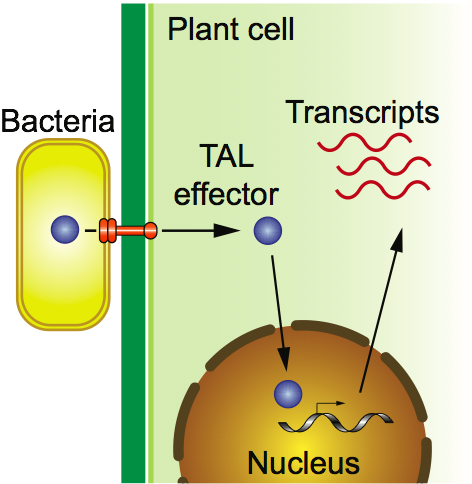 Plant cell
Bacteria
Transcripts
TAL
effector
Nucleus